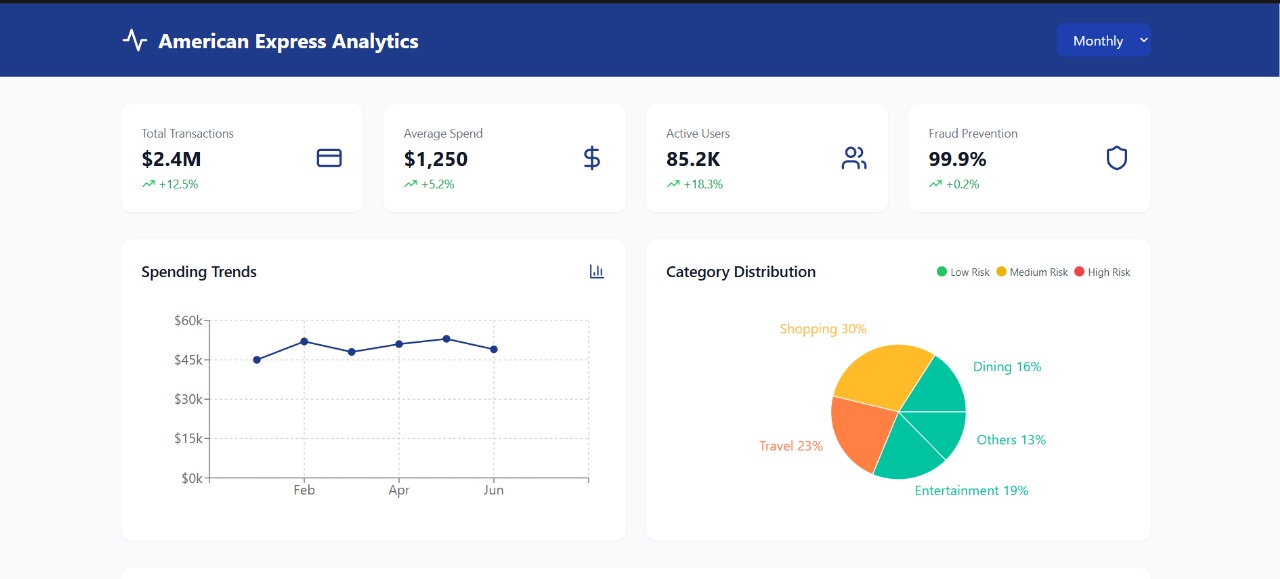 American Express Analytics
Monthly
Total Transactions
$2.4M
+12.5%
Average Spend
$1,250
+5.2%
Active Users
85.2K
+18.3%
Fraud Prevention
99.9%
+0.2%
Spending Trends
$60k
$45k
$30k
$15k
$0k
Feb Apr Jun
Category Distribution
Low Risk Medium Risk High Risk
Shopping 30%
Dining 16%
Others 13%
Travel 23%
Entertainment 19%